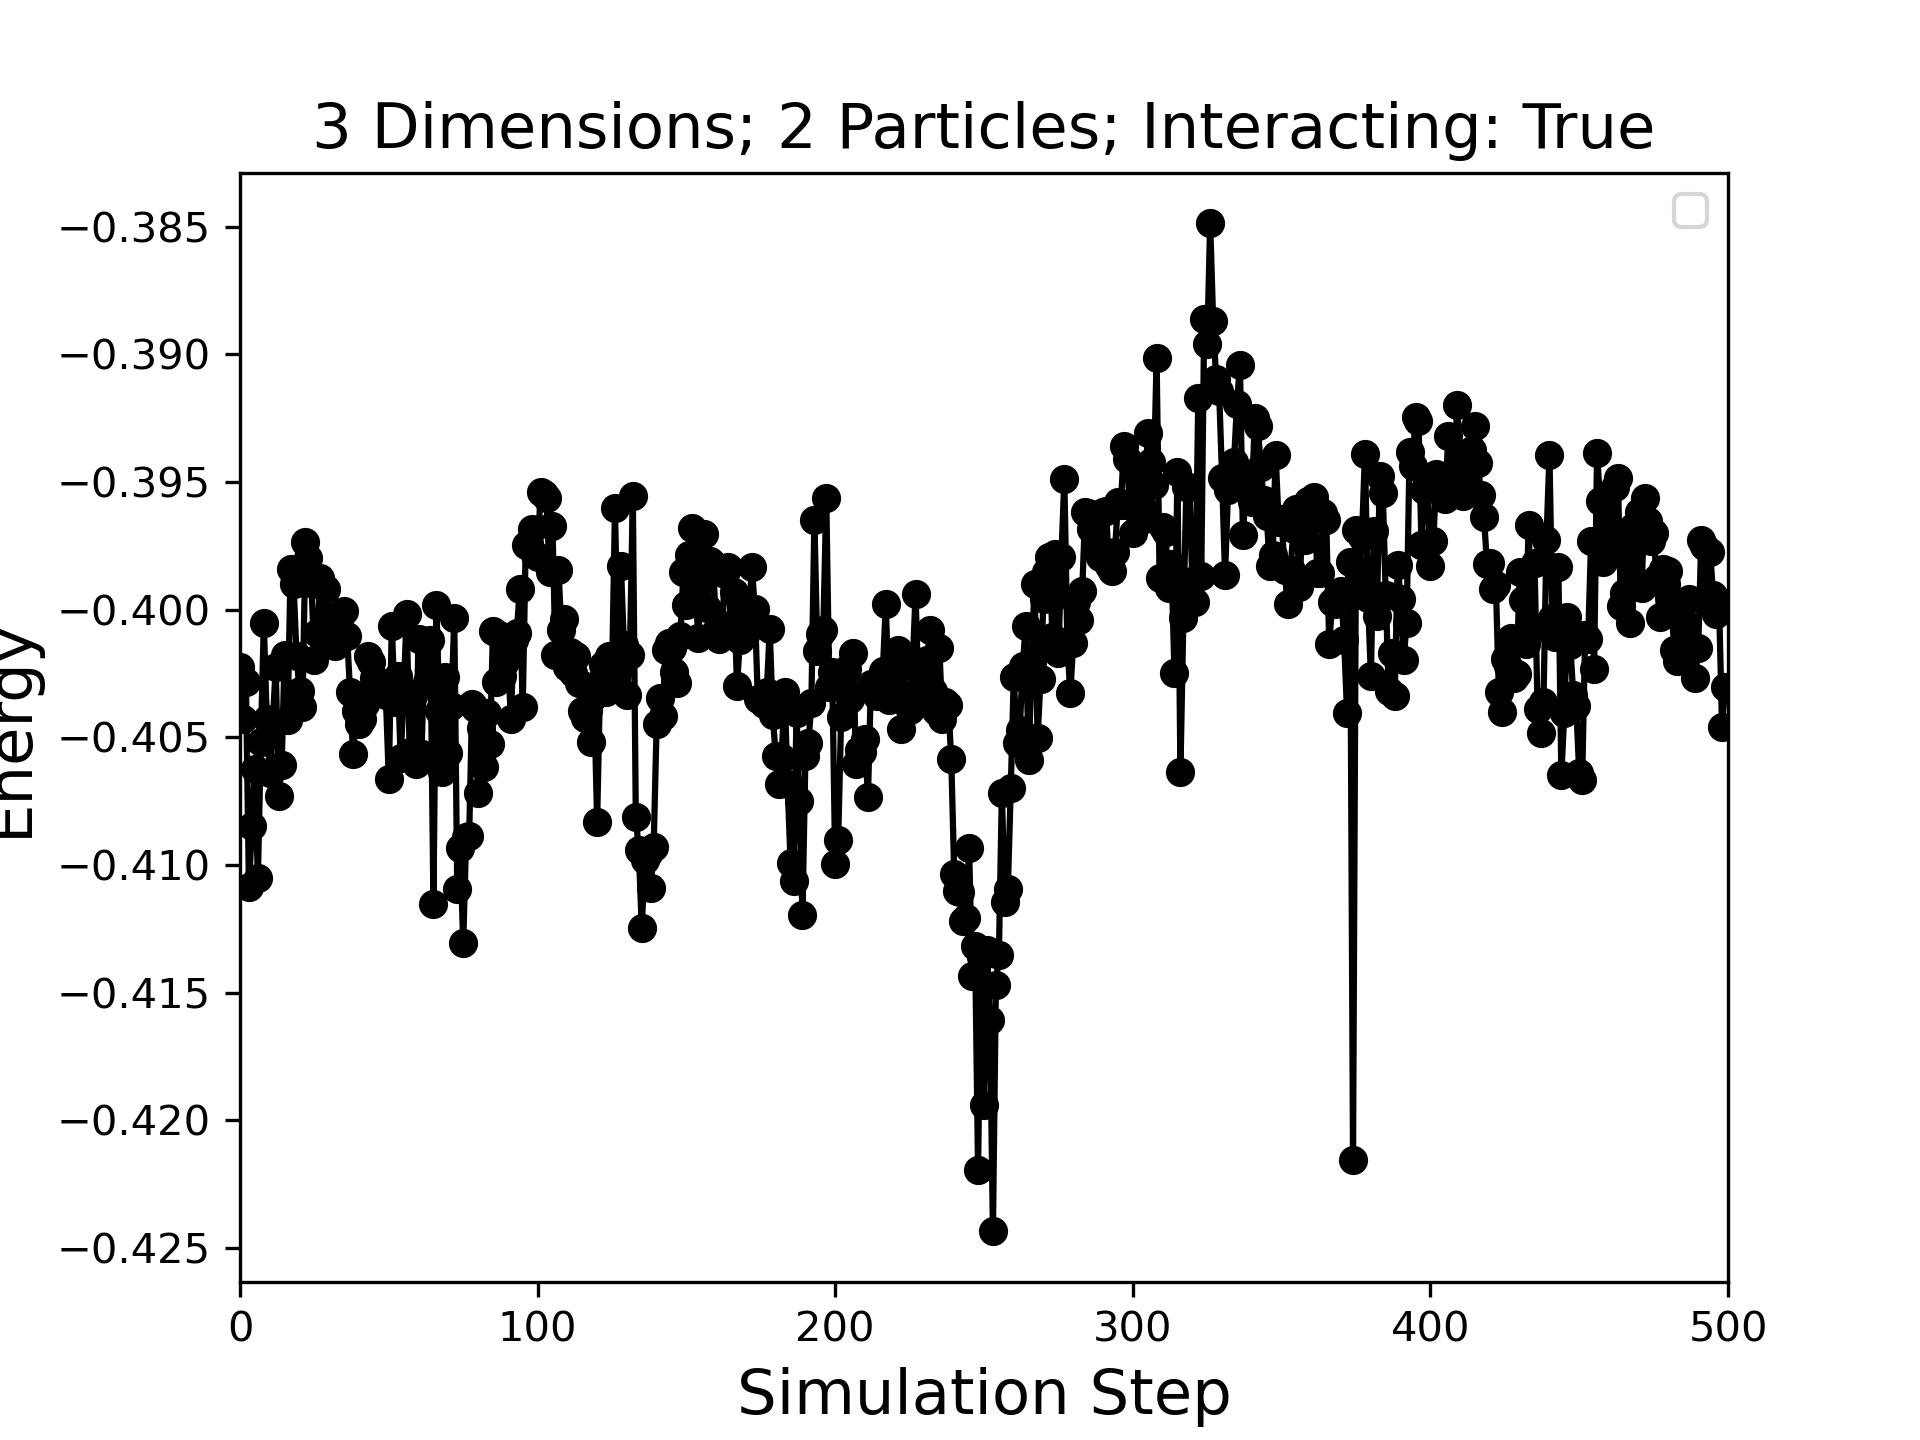 3 Dimensions; 2 Particles; Interacting: True
−0.385
−0.390
−0.395
−0.400
−0.405
−0.410
−0.415
−0.420
−0.425
Energy
0 100 200 300 400 500
Simulation Step